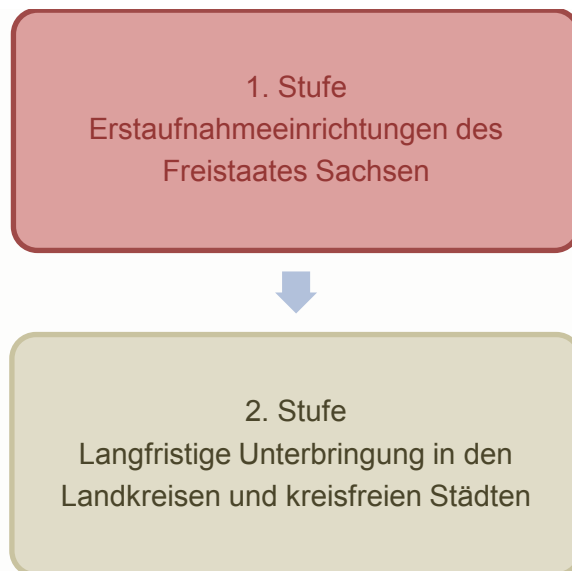 1. Stufe
Erstaufnahmeeinrichtungen des
Freistaates Sachsen
2. Stufe
Langfristige Unterbringung in den
Landkreisen und kreisfreien Städten